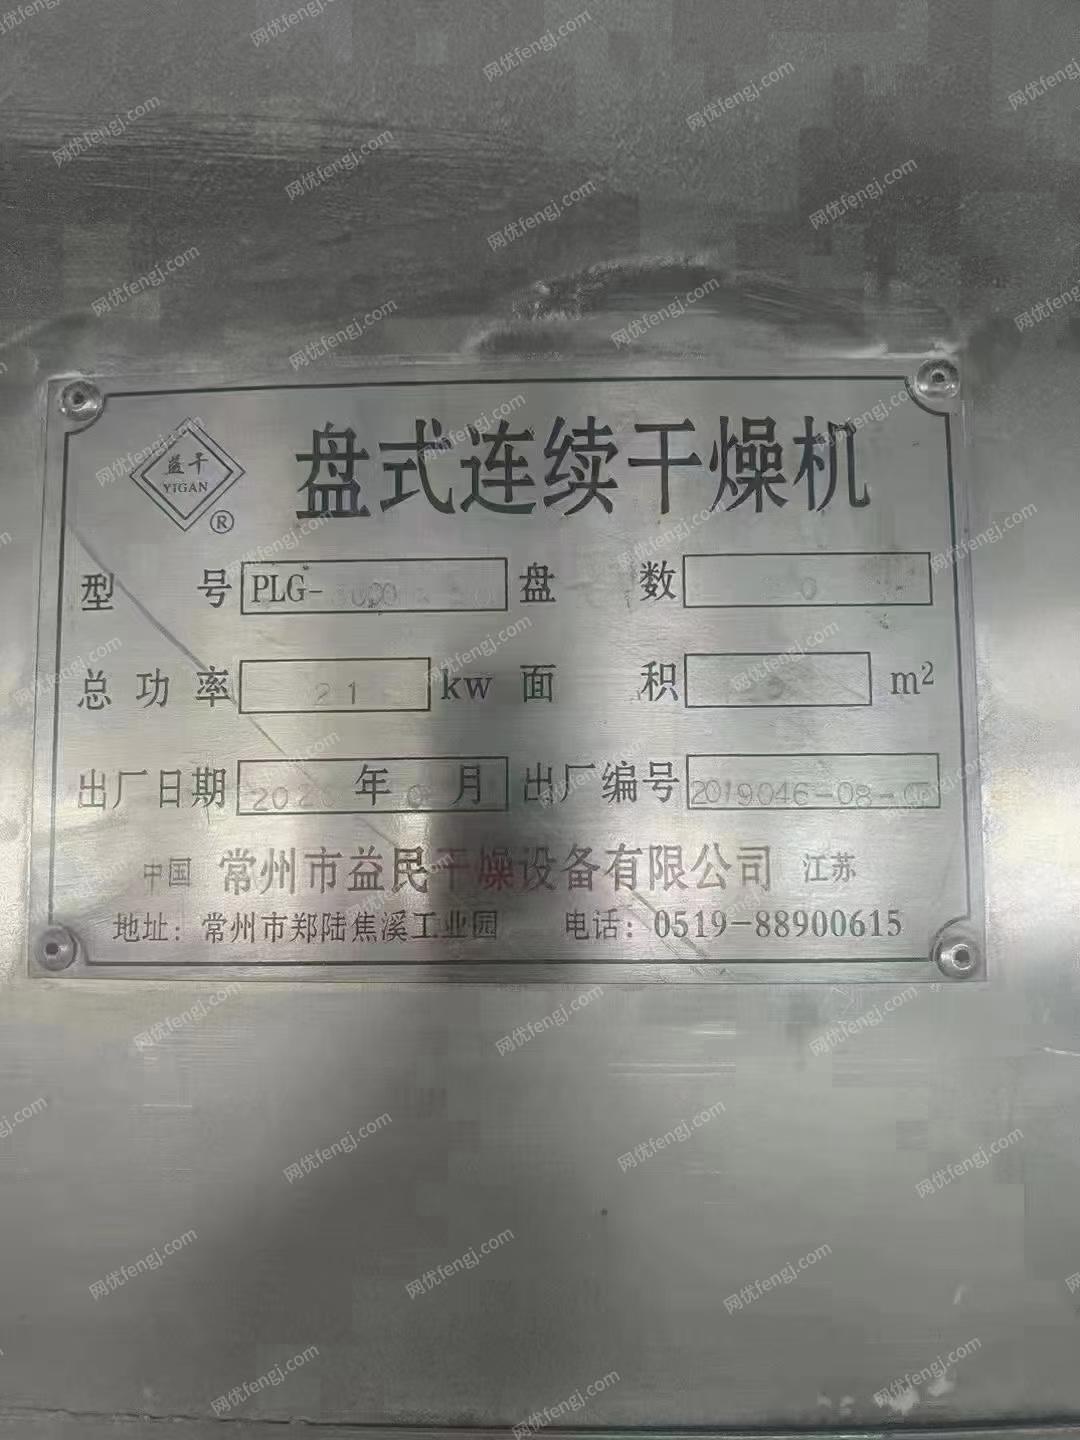 益干
YIGAN
®
盘式连续干燥机
型号 PLG- 盘数
总功率 21 kw 面积 m²
出厂日期 年 月 出厂编号 2019046-08-
中国 常州市益民干燥设备有限公司 江苏
地址：常州市郑陆焦溪工业园 电话：0519-88900615
网优fengj.com